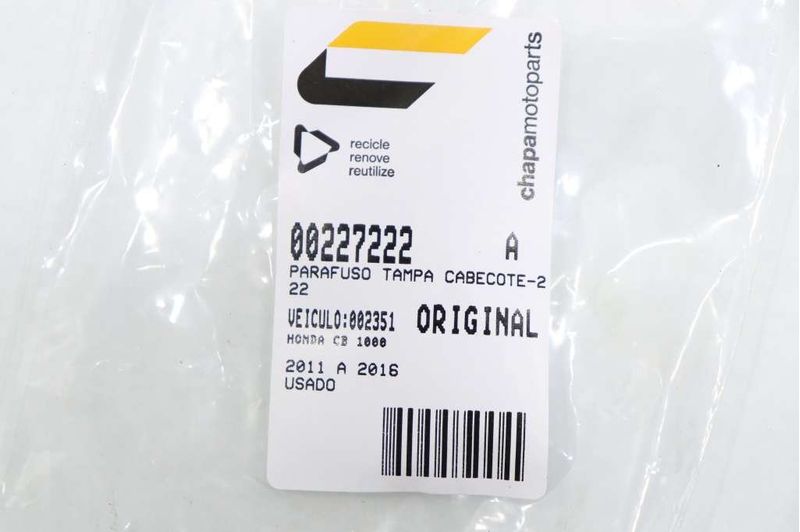 chapamotoparts
recicle
renove
reutilize
00227222 A
PARAFUSO TAMPA CABECOTE-2
22
VEICULO:002351 ORIGINAL
HONDA CB 1000
2011 A 2016
USADO